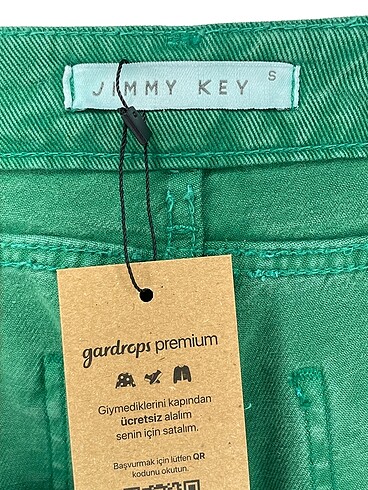 JIMMY KEY S
gardrops premium
Giymediklerini kapından
ücretsiz alalım
senin için satalım.
Başvurmak için lütfen QR
kodunu okutun.